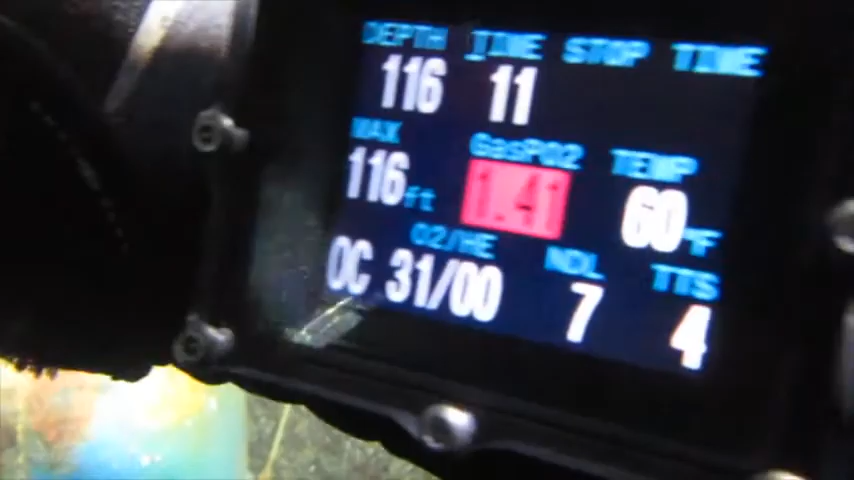 DEPTH TIME STOP TIME
116 11
MAX GasPO2 TEMP
116ft 1.41 60°F
O2/HE NDL TTS
OC 31/00 7 4